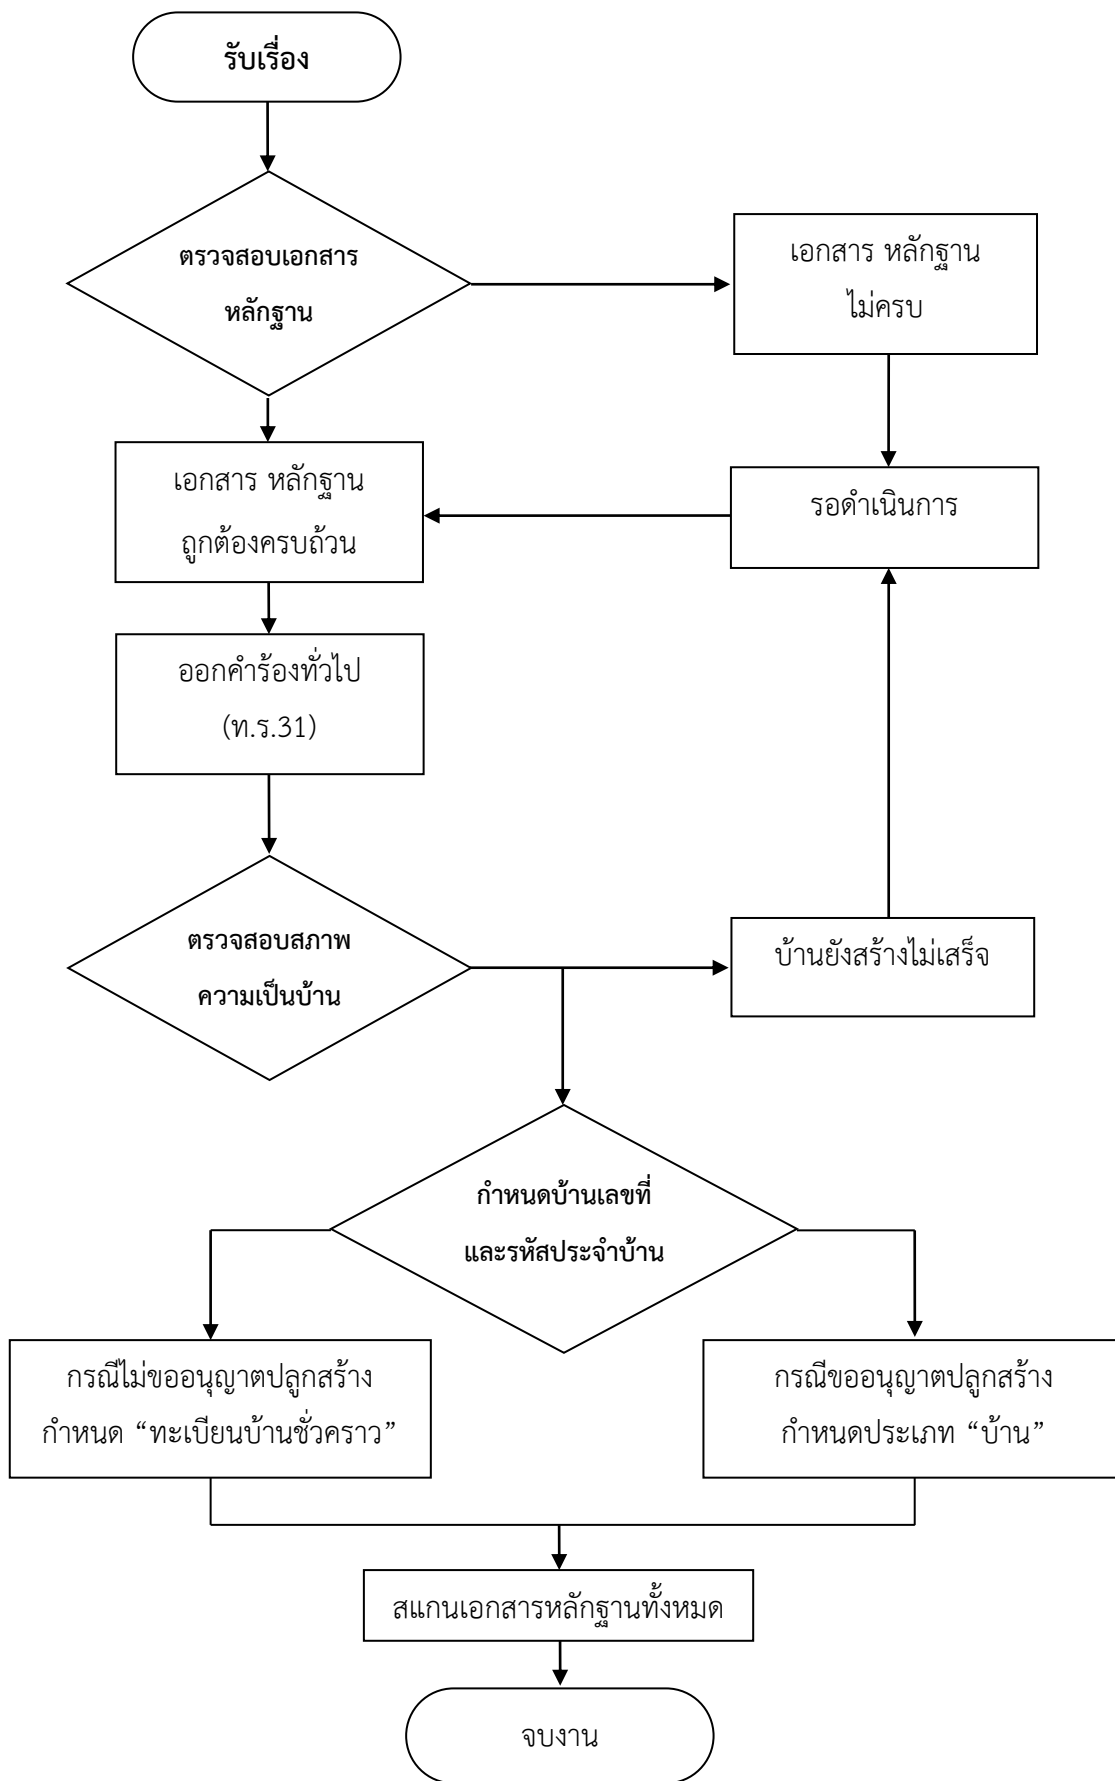 รับเรื่อง
ตรวจสอบเอกสาร
หลักฐาน
เอกสาร หลักฐาน
ไม่ครบ
เอกสาร หลักฐาน
ถูกต้องครบถ้วน
รอดำเนินการ
ออกคำร้องทั่วไป
(ท.ร.31)
ตรวจสอบสภาพ
ความเป็นบ้าน
บ้านยังสร้างไม่เสร็จ
กำหนดบ้านเลขที่
และรหัสประจำบ้าน
กรณีไม่ขออนุญาตปลูกสร้าง
กำหนด “ทะเบียนบ้านชั่วคราว”
กรณีขออนุญาตปลูกสร้าง
กำหนดประเภท “บ้าน”
สแกนเอกสารหลักฐานทั้งหมด
จบงาน